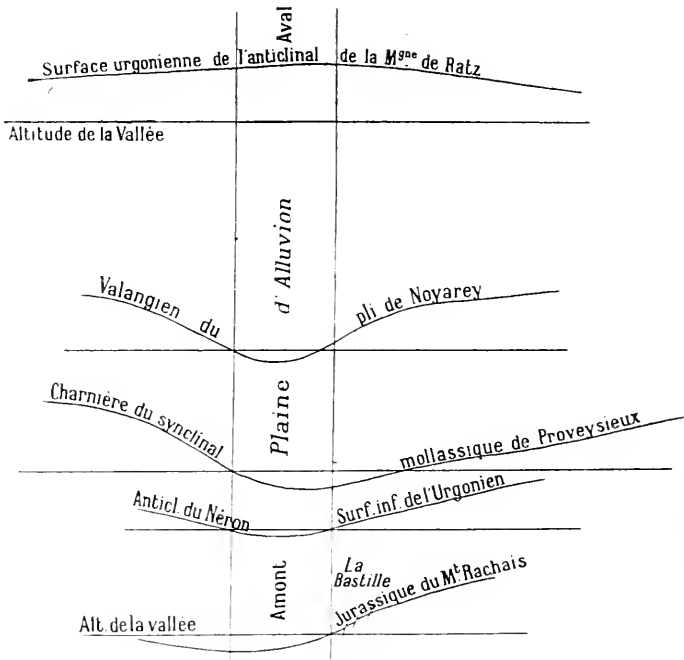 Aval
Surface urgonienne de l'anticlinal de la Mgne de Ratz
Altitude de la Vallée
d'Alluvion
Valangien du pli de Noyarey
Plaine
Charnière du synclinal mollassique de Proveysieux
Anticl. du Néron Surf. inf. de l'Urgonien
Amont
La
Bastille
Jurassique du Mt. Rachais
Alt. de la vallée